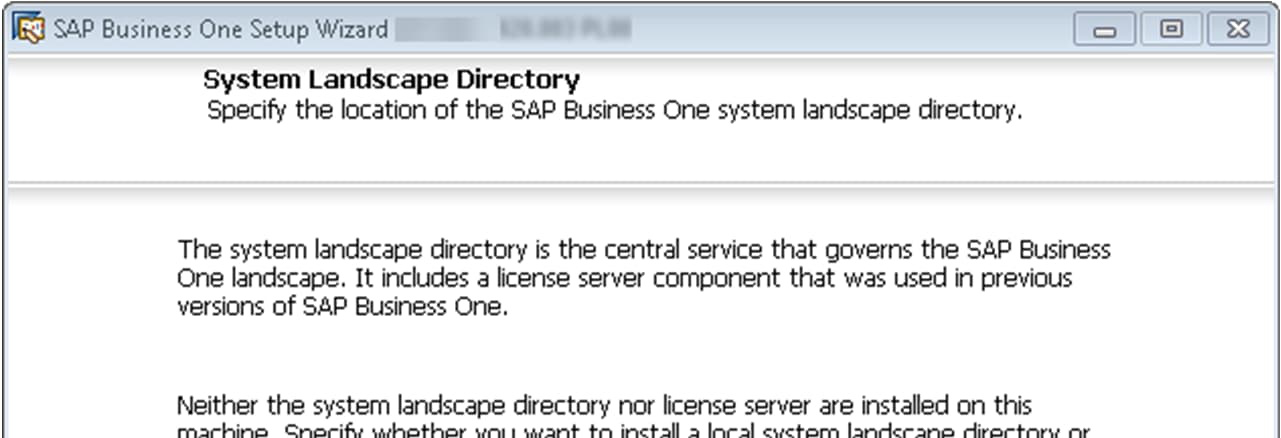 SAP Business One Setup Wizard
System Landscape Directory
Specify the location of the SAP Business One system landscape directory.
The system landscape directory is the central service that governs the SAP Business
One landscape. It includes a license server component that was used in previous
versions of SAP Business One.
Neither the system landscape directory nor license server are installed on this
machine. Specify whether you want to install a local system landscape directory or